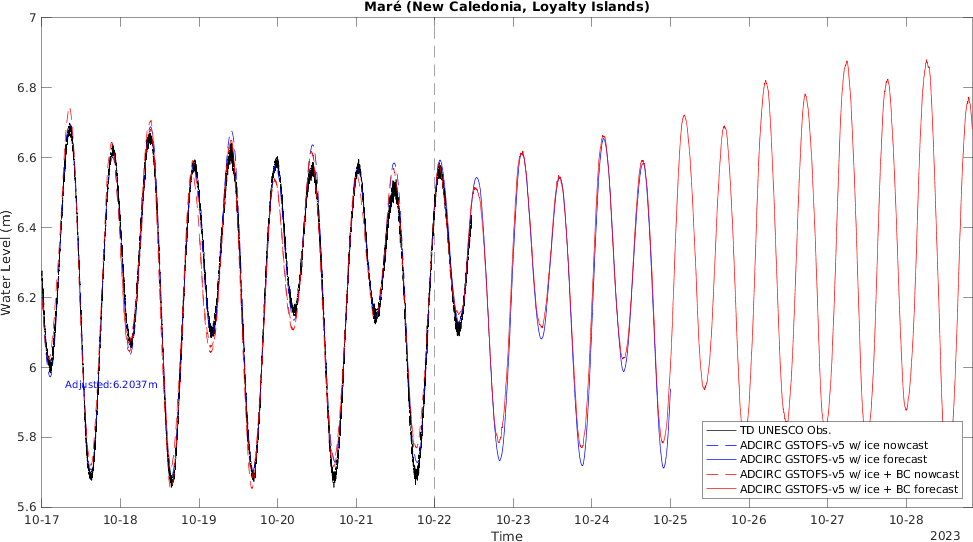 Maré (New Caledonia, Loyalty Islands)
7
6.8
6.6
6.4
6.2
6
5.8
5.6
Water Level (m)
Adjusted:6.2037m
TD UNESCO Obs.
ADCIRC GSTOFS-v5 w/ ice nowcast
ADCIRC GSTOFS-v5 w/ ice forecast
ADCIRC GSTOFS-v5 w/ ice + BC nowcast
ADCIRC GSTOFS-v5 w/ ice + BC forecast
10-17 10-18 10-19 10-20 10-21 10-22 10-23 10-24 10-25 10-26 10-27 10-28
Time
2023